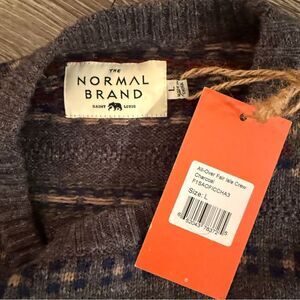 THE
NORMAL
BRAND
SAINT LOUIS
L
All-Over Fair Isle Crew
Charcoal
Size: L